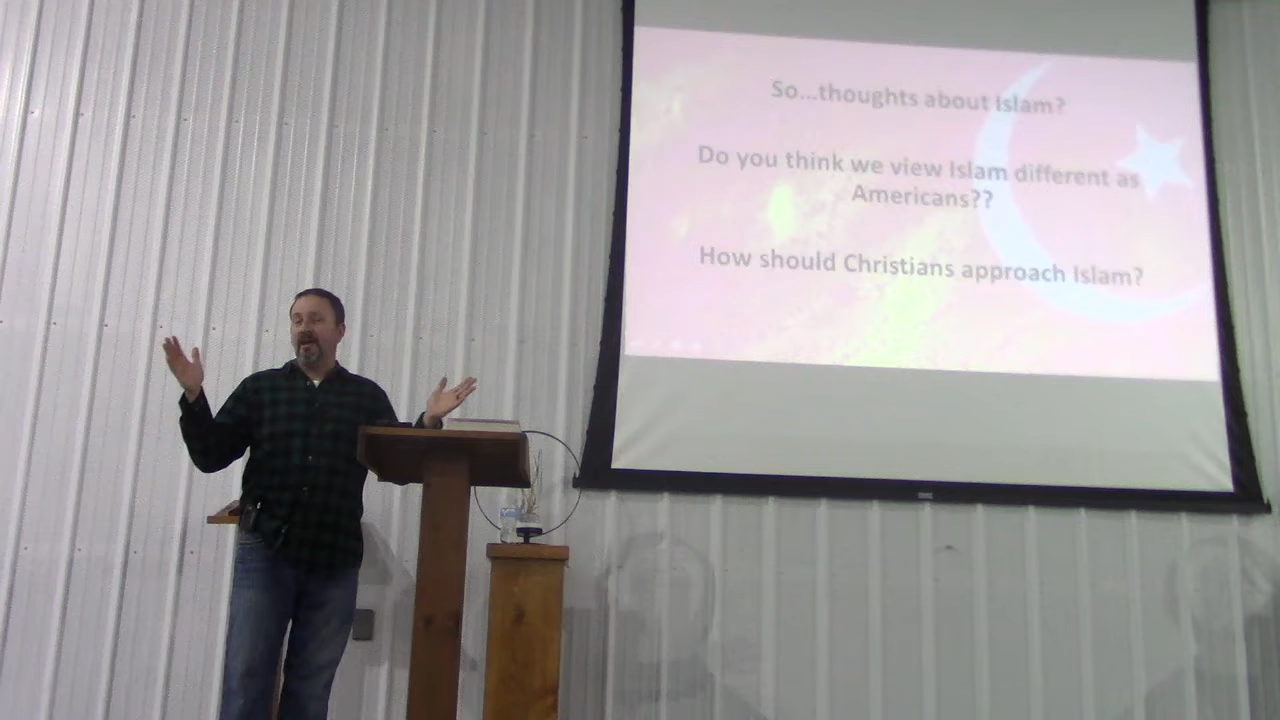 So...thoughts about Islam?
Do you think we view Islam different as
Americans??
How should Christians approach Islam?